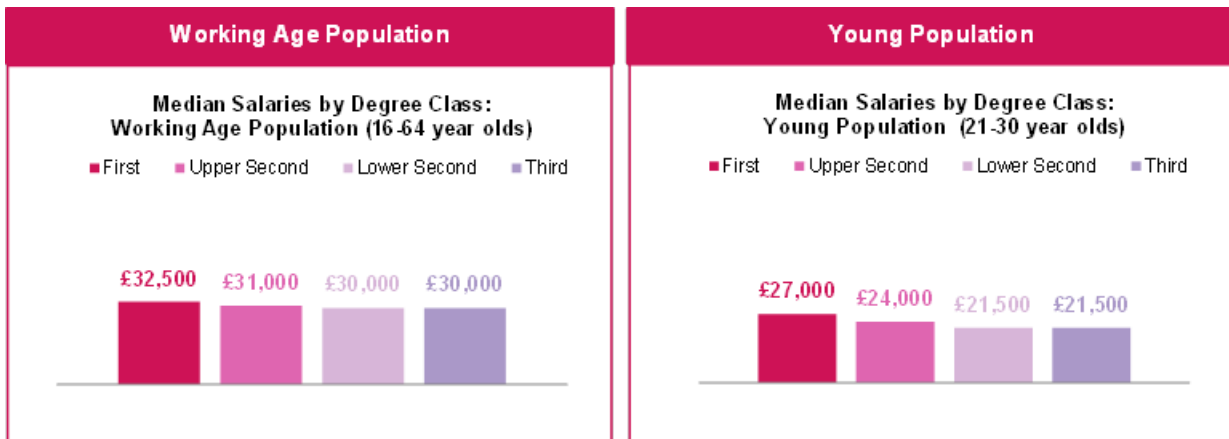 Working Age Population
Median Salaries by Degree Class:
Working Age Population (16-64 year olds)
First Upper Second Lower Second Third
£32,500 £31,000 £30,000 £30,000
Young Population
Median Salaries by Degree Class:
Young Population (21-30 year olds)
First Upper Second Lower Second Third
£27,000 £24,000 £21,500 £21,500